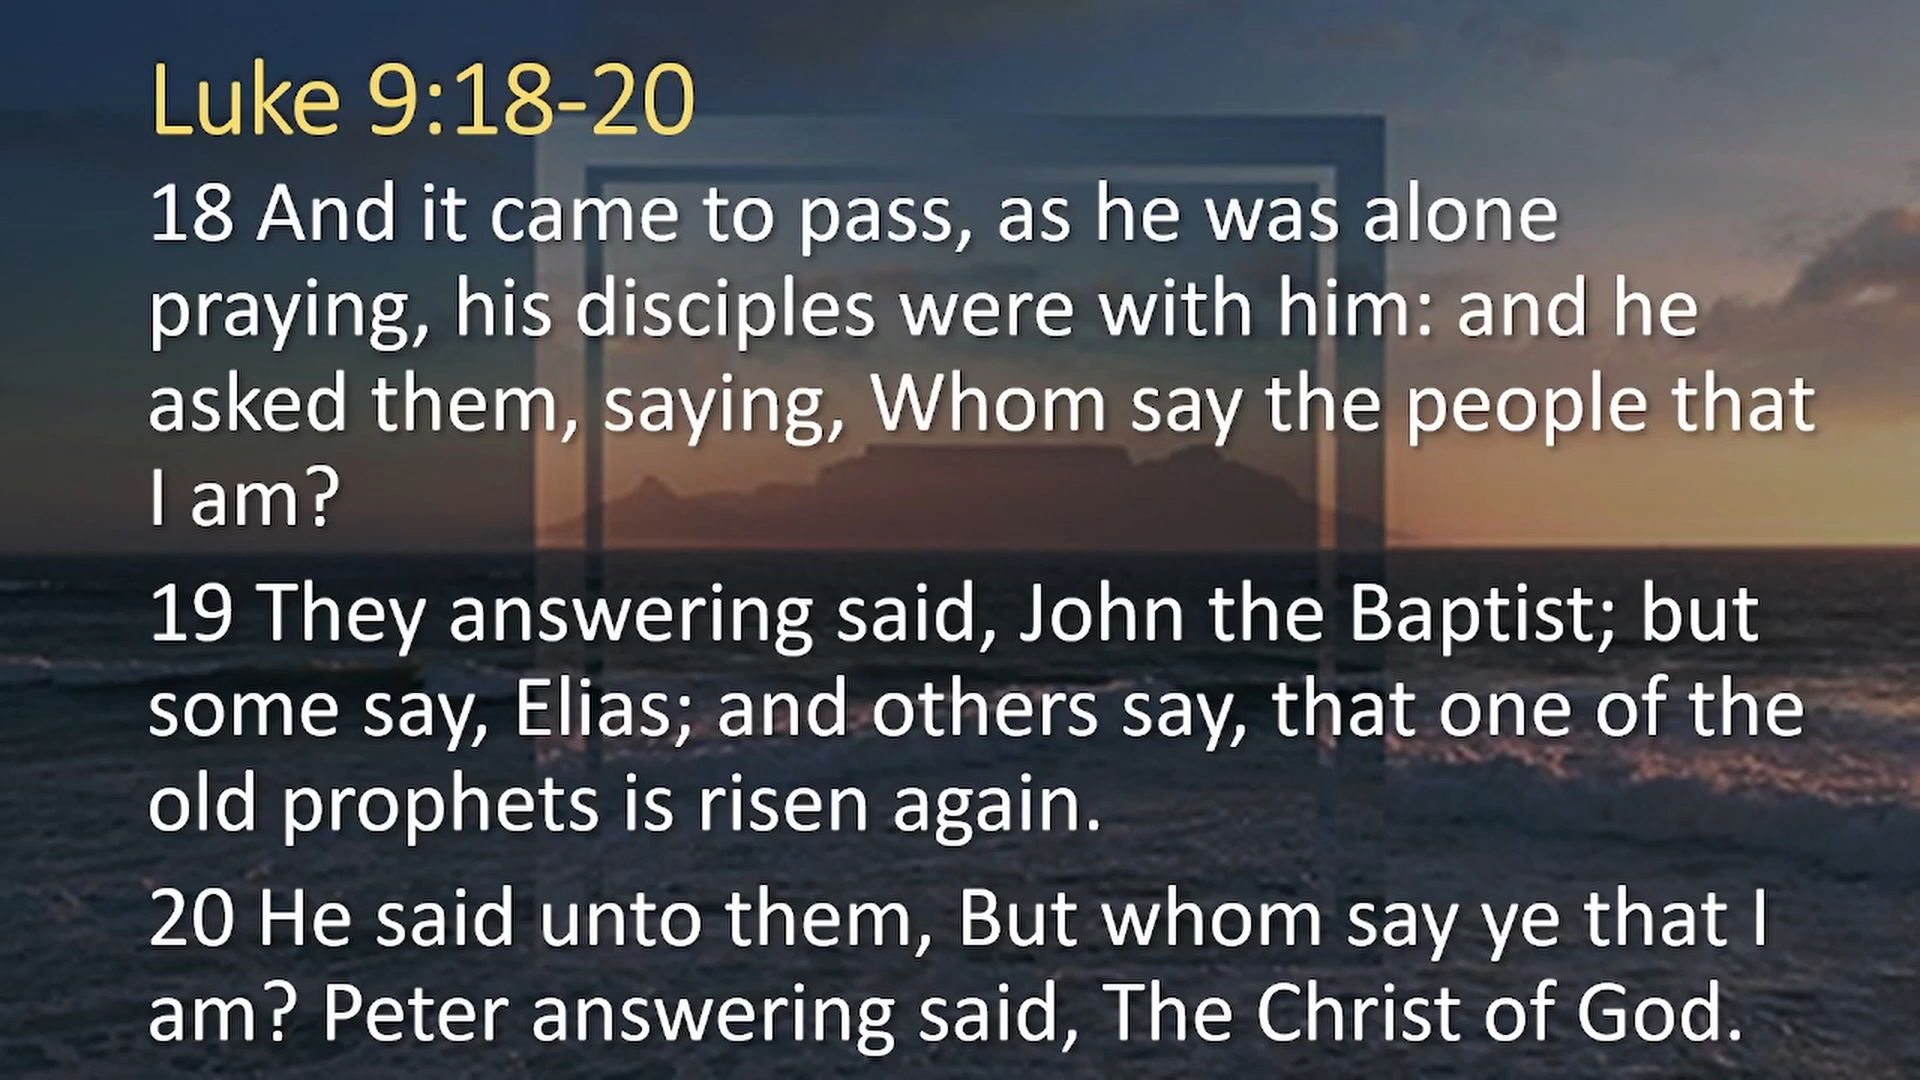 Luke 9:18-20
18 And it came to pass, as he was alone
praying, his disciples were with him: and he
asked them, saying, Whom say the people that
I am?
19 They answering said, John the Baptist; but
some say, Elias; and others say, that one of the
old prophets is risen again.
20 He said unto them, But whom say ye that I
am? Peter answering said, The Christ of God.